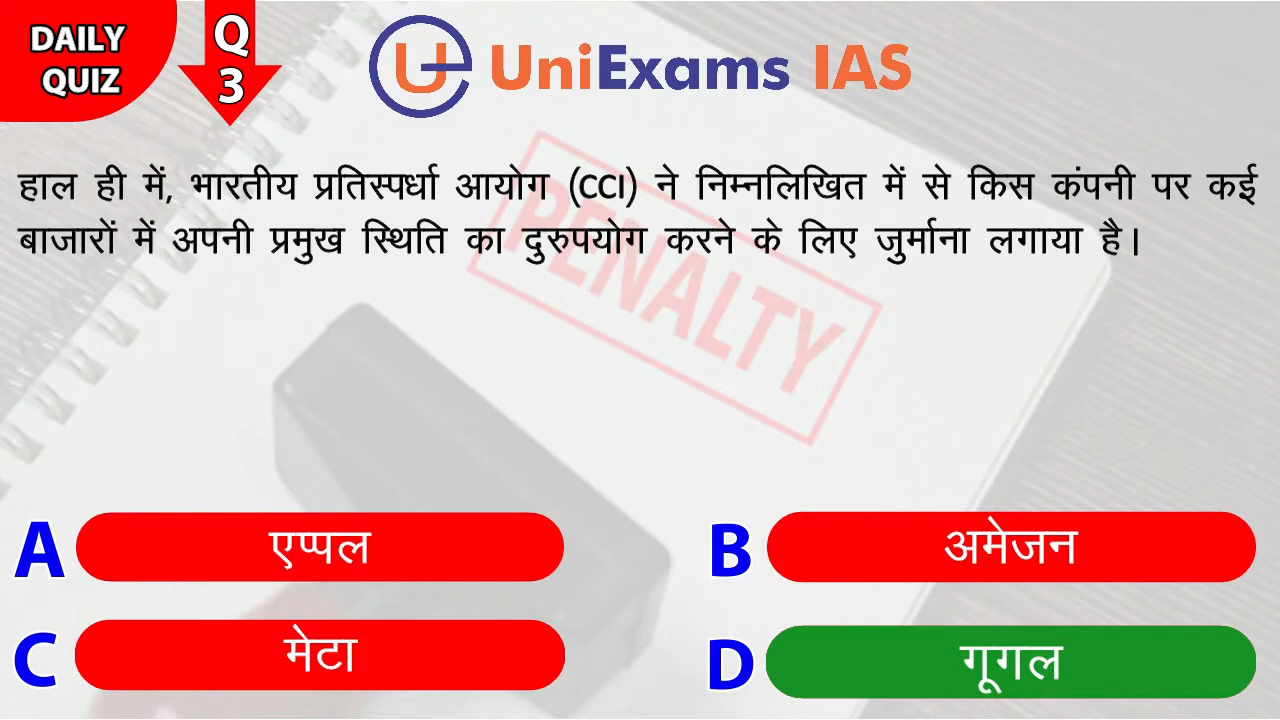 DAILY
QUIZ
Q
3
UniExams IAS
हाल ही में, भारतीय प्रतिस्पर्धा आयोग (CCI) ने निम्नलिखित में से किस कंपनी पर कई
बाजारों में अपनी प्रमुख स्थिति का दुरुपयोग करने के लिए जुर्माना लगाया है।
PENALTY
A एप्पल
B अमेजन
C मेटा
D गूगल